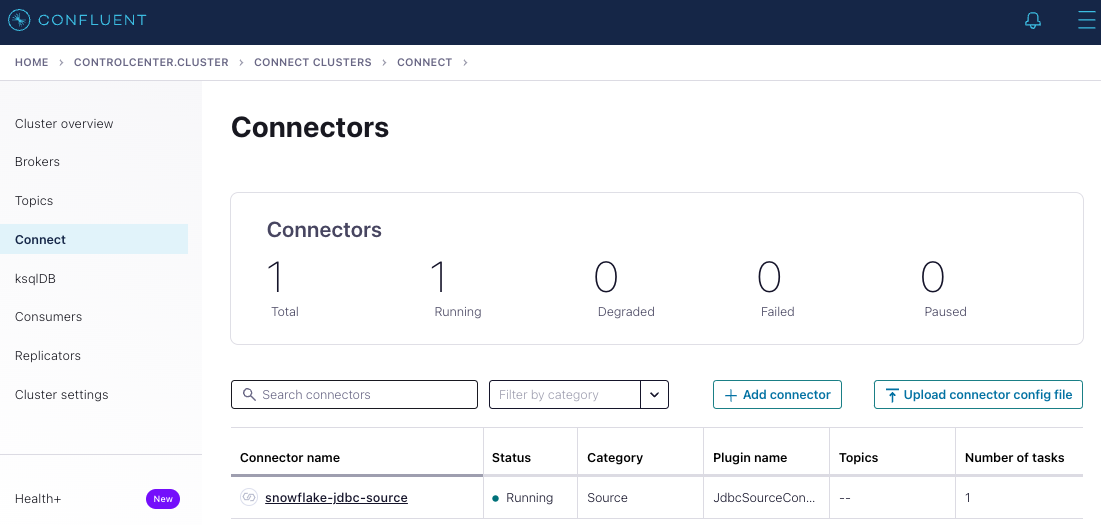 CONFLUENT
HOME > CONTROLCENTER.CLUSTER > CONNECT CLUSTERS > CONNECT >
Cluster overview
Brokers
Topics
Connect
ksqlDB
Consumers
Replicators
Cluster settings
Health+ New
Connectors
Connectors
1 1 0 0 0
Total Running Degraded Failed Paused
Search connectors Filter by category Add connector Upload connector config file
Connector name Status Category Plugin name Topics Number of tasks
snowflake-jdbc-source Running Source JdbcSourceCon... -- 1